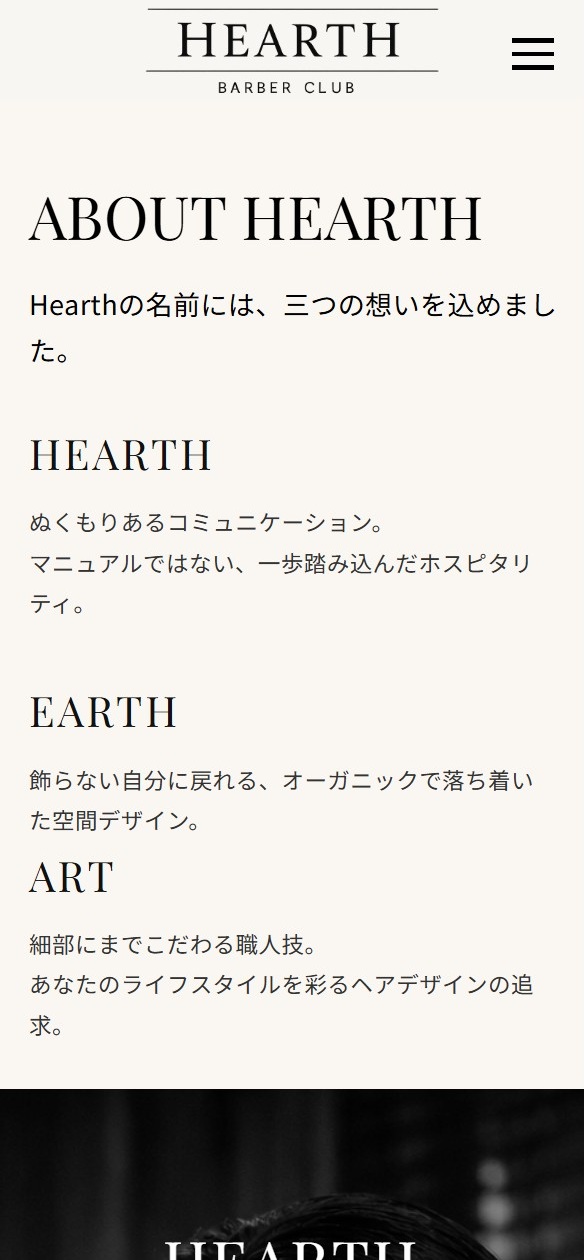 HEARTH
BARBER CLUB
ABOUT HEARTH
Hearthの名前には、三つの想いを込めまし
た。
HEARTH
ぬくもりあるコミュニケーション。
マニュアルではない、一歩踏み込んだホスピタリ
ティ。
EARTH
飾らない自分に戻れる、オーガニックで落ち着い
た空間デザイン。
ART
細部にまでこだわる職人技。
あなたのライフスタイルを彩るヘアデザインの追
求。
HEARTH